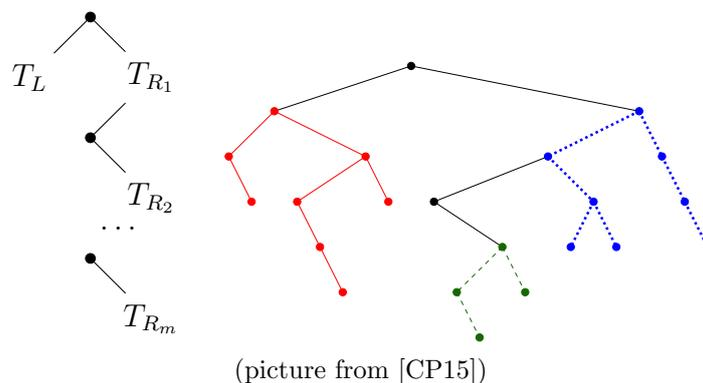 T_L
T_{R_1}
T_{R_2}
...
T_{R_m}
(picture from [CP15])